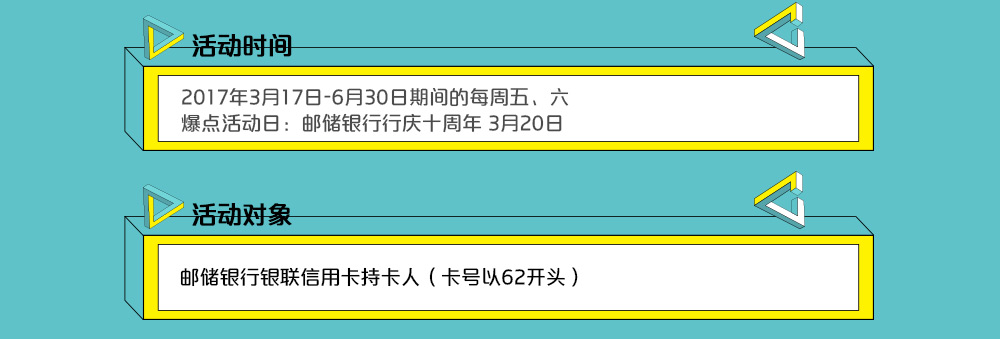 活动时间
2017年3月17日-6月30日期间的每周五、六
爆点活动日：邮储银行行庆十周年 3月20日
活动对象
邮储银行银联信用卡持卡人（卡号以62开头）